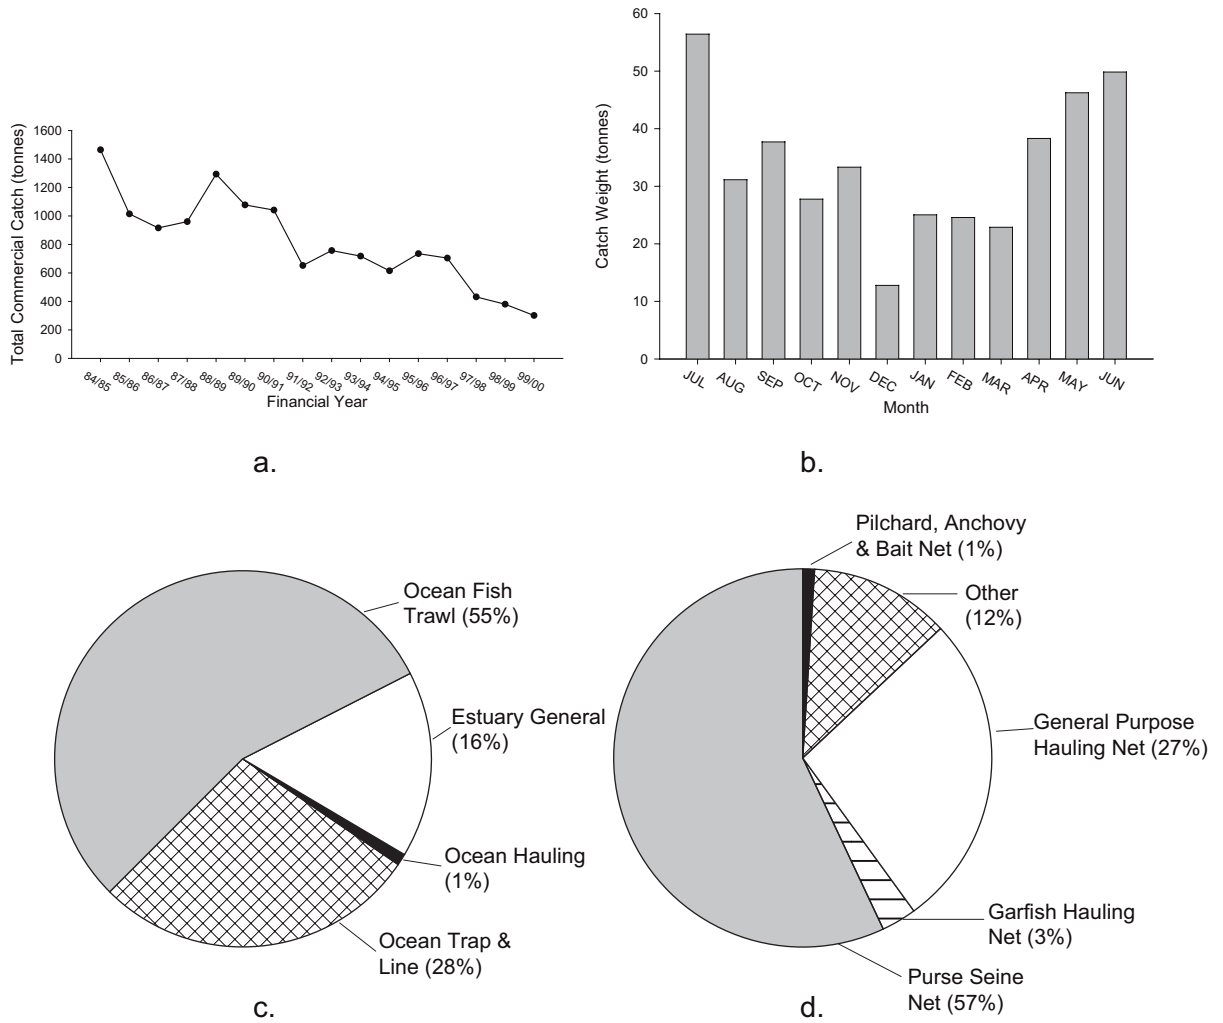 1600
1400
1200
1000
800
600
400
200
0
Total Commercial Catch (tonnes)
84/85
85/86
86/87
87/88
88/89
89/90
90/91
91/92
92/93
93/94
94/95
95/96
96/97
97/98
98/99
99/00
Financial Year
a.
60
50
40
30
20
10
0
Catch Weight (tonnes)
JUL
AUG
SEP
OCT
NOV
DEC
JAN
FEB
MAR
APR
MAY
JUN
Month
b.
Ocean Fish
Trawl (55%)
Estuary General
(16%)
Ocean Hauling
(1%)
Ocean Trap &
Line (28%)
c.
Pilchard, Anchovy
& Bait Net (1%)
Other
(12%)
General Purpose
Hauling Net (27%)
Garfish Hauling
Net (3%)
Purse Seine
Net (57%)
d.